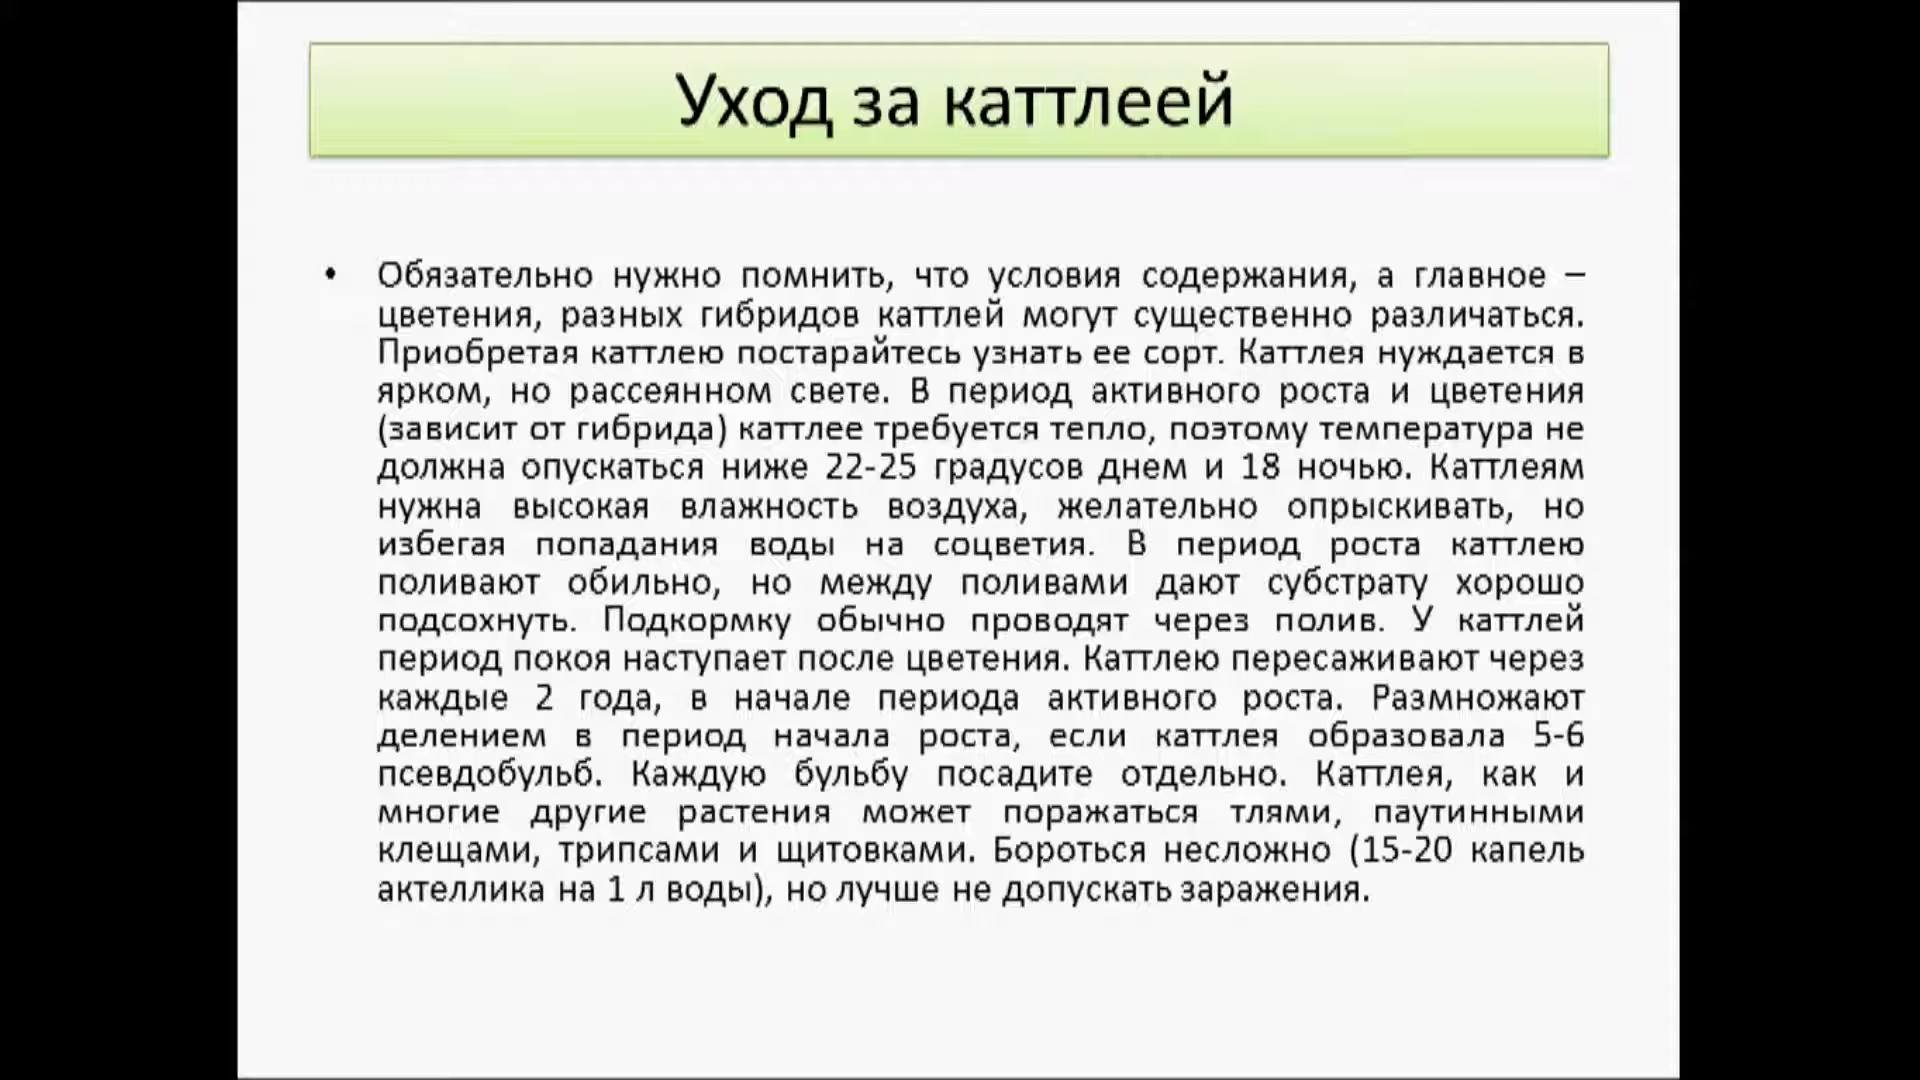 Уход за каттлеей
• Обязательно нужно помнить, что условия содержания, а главное –
цветения, разных гибридов каттлей могут существенно различаться.
Приобретая каттлею постарайтесь узнать ее сорт. Каттлея нуждается в
ярком, но рассеянном свете. В период активного роста и цветения
(зависит от гибрида) каттлее требуется тепло, поэтому температура не
должна опускаться ниже 22-25 градусов днем и 18 ночью. Каттлеям
нужна высокая влажность воздуха, желательно опрыскивать, но
избегая попадания воды на соцветия. В период роста каттлею
поливают обильно, но между поливами дают субстрату хорошо
подсохнуть. Подкормку обычно проводят через полив. У каттлей
период покоя наступает после цветения. Каттлею пересаживают через
каждые 2 года, в начале периода активного роста. Размножают
делением в период начала роста, если каттлея образовала 5-6
псевдобульб. Каждую бульбу посадите отдельно. Каттлея, как и
многие другие растения может поражаться тлями, паутинными
клещами, трипсами и щитовками. Бороться несложно (15-20 капель
актеллика на 1 л воды), но лучше не допускать заражения.